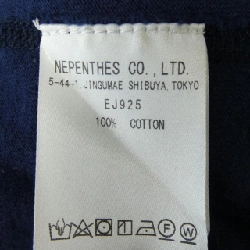 NEPENTHES CO., LTD.
5-44-1, JINGUMAE SHIBUYA, TOKYO
EJ925
100% COTTON